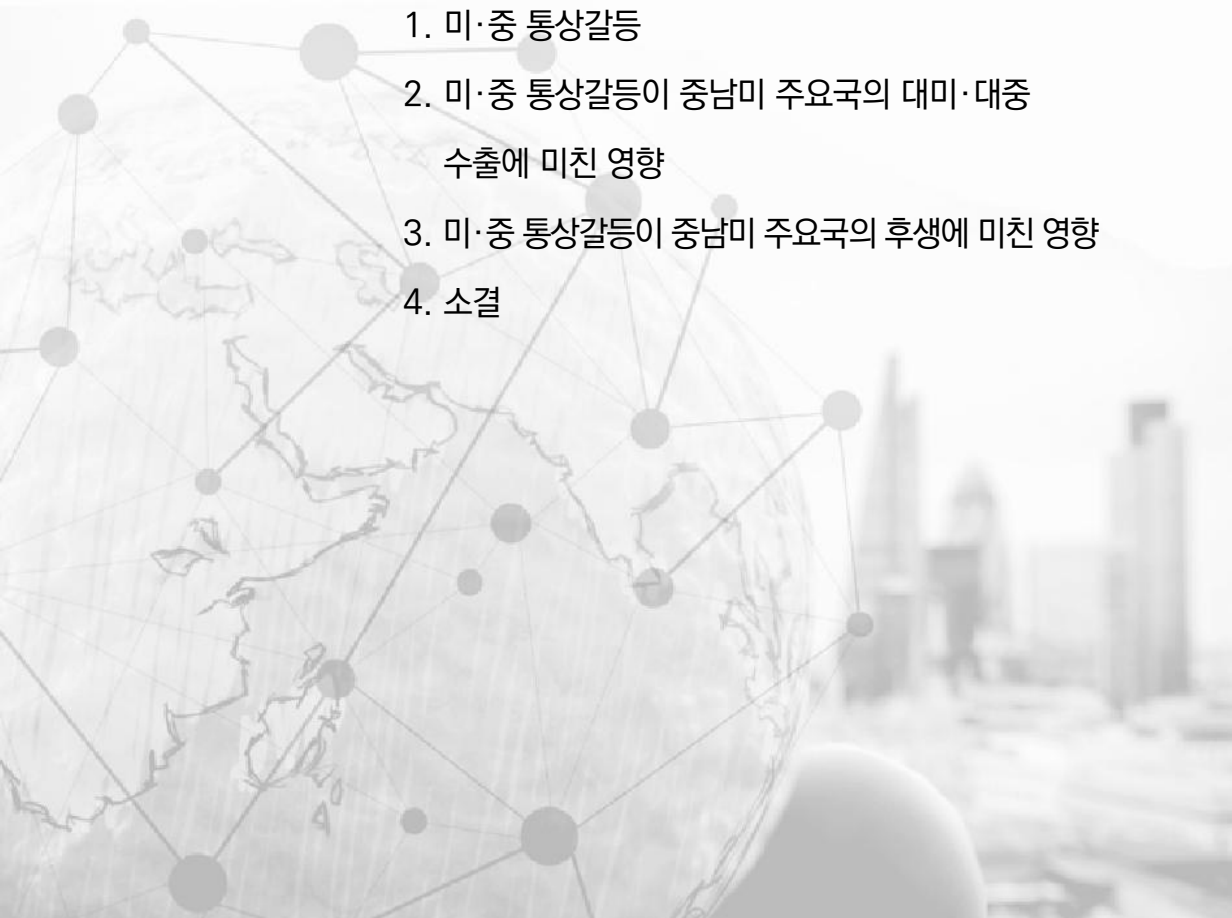 1. 미·중 통상갈등
2. 미·중 통상갈등이 중남미 주요국의 대미·대중
수출에 미친 영향
3. 미·중 통상갈등이 중남미 주요국의 후생에 미친 영향
4. 소결